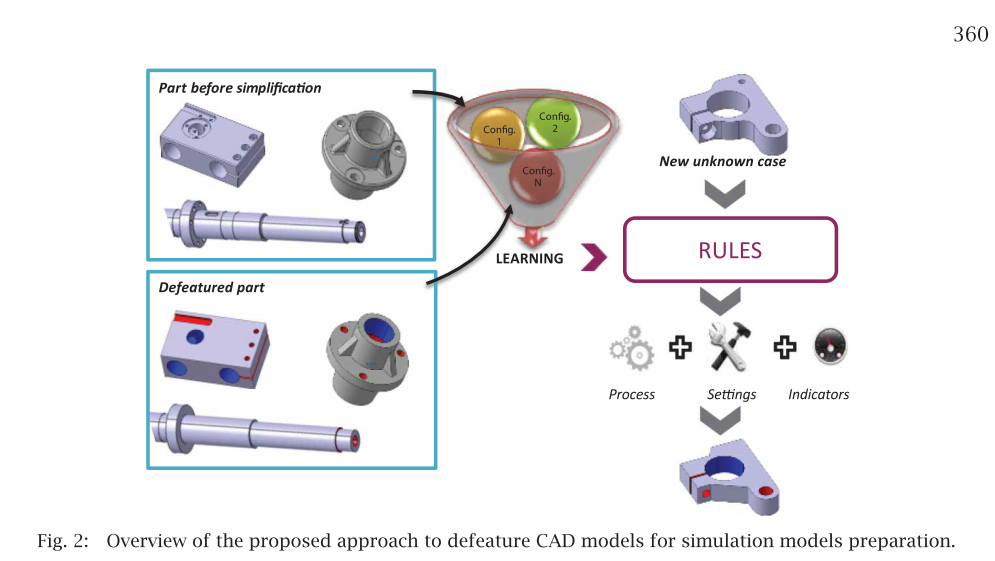 360
Part before simplification
Config.
1
Config.
2
Config.
N
LEARNING
Defeatured part
New unknown case
RULES
Process
Settings
Indicators
Fig. 2: Overview of the proposed approach to defeature CAD models for simulation models preparation.